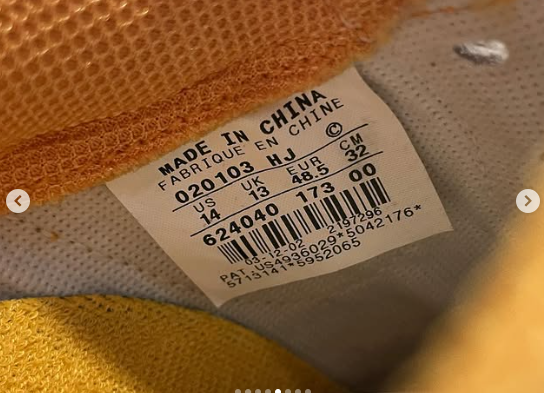 MADE IN CHINA
FABRIQUE EN CHINE
020103 HJ ©
US UK EUR CM
14 13 48.5 32
624040 173 00
03-12-02 2197296
PAT.US4936029*5042176*
5713141*5952065